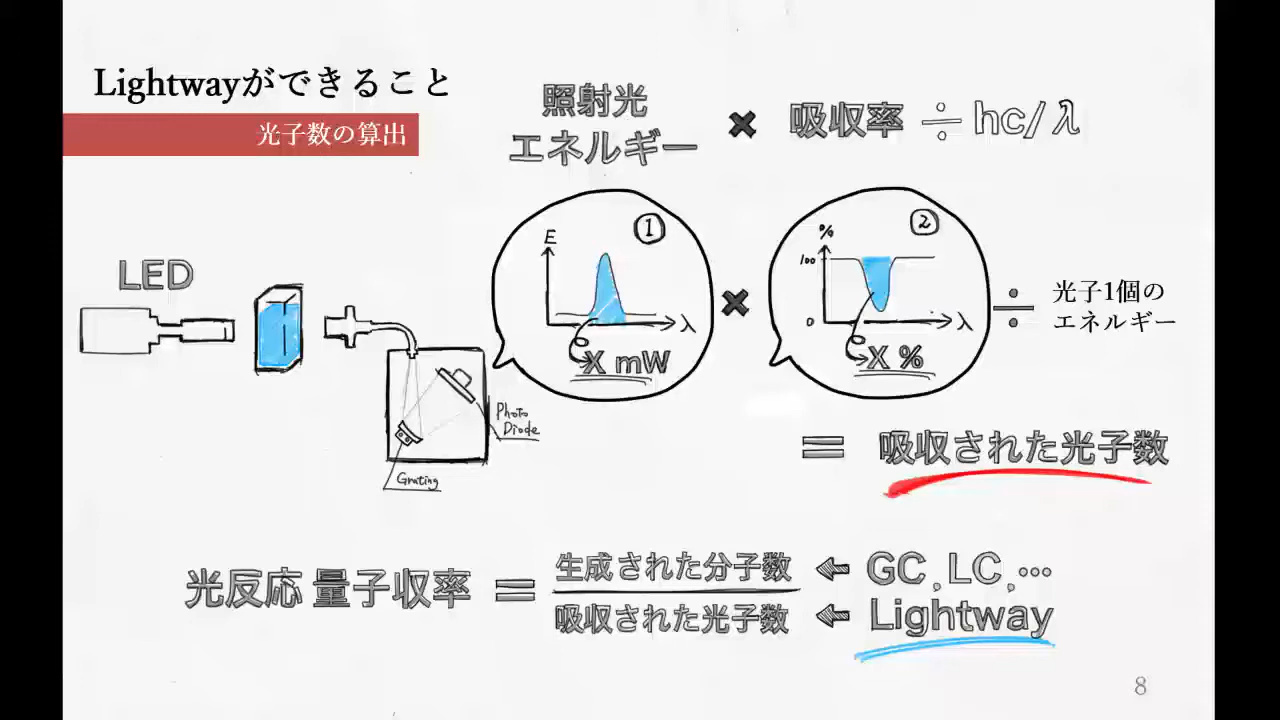 Lightwayができること
光子数の算出
照射光
エネルギー
× 吸収率 ÷ hc/λ
LED
E
①
λ
X mW
×
②
%
100
0
λ
X %
÷
光子1個の
エネルギー
Photo
Diode
Grating
= 吸収された光子数
光反応 量子収率 =
生成された分子数 ← GC, LC, …
吸収された光子数 ← Lightway
8